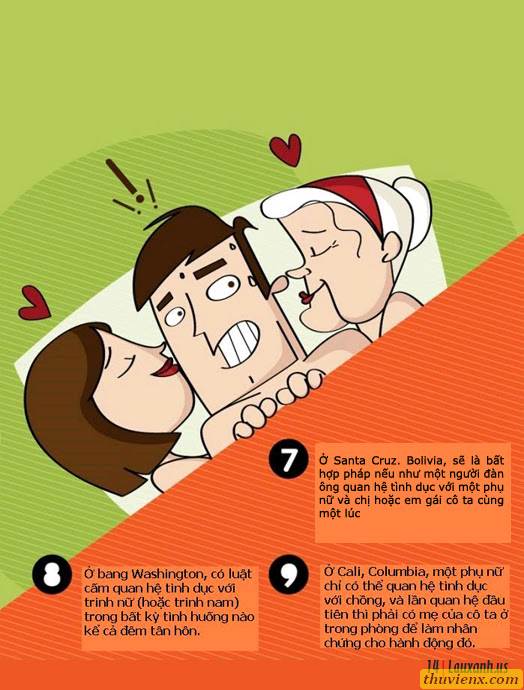 7
Ở Santa Cruz. Bolivia, sẽ là bất
hợp pháp nếu như một người đàn
ông quan hệ tình dục với một phụ
nữ và chị hoặc em gái cô ta cùng
một lúc
8
Ở bang Washington, có luật
cấm quan hệ tình dục với
trinh nữ (hoặc trinh nam)
trong bất kỳ tình huống nào
kể cả đêm tân hôn.
9
Ở Cali, Columbia, một phụ nữ
chỉ có thể quan hệ tình dục
với chồng, và lần quan hệ đầu
tiên thì phải có mẹ của cô ta ở
trong phòng để làm nhân
chứng cho hành động đó.
14 | Lauxanh.us
thuvienx.com